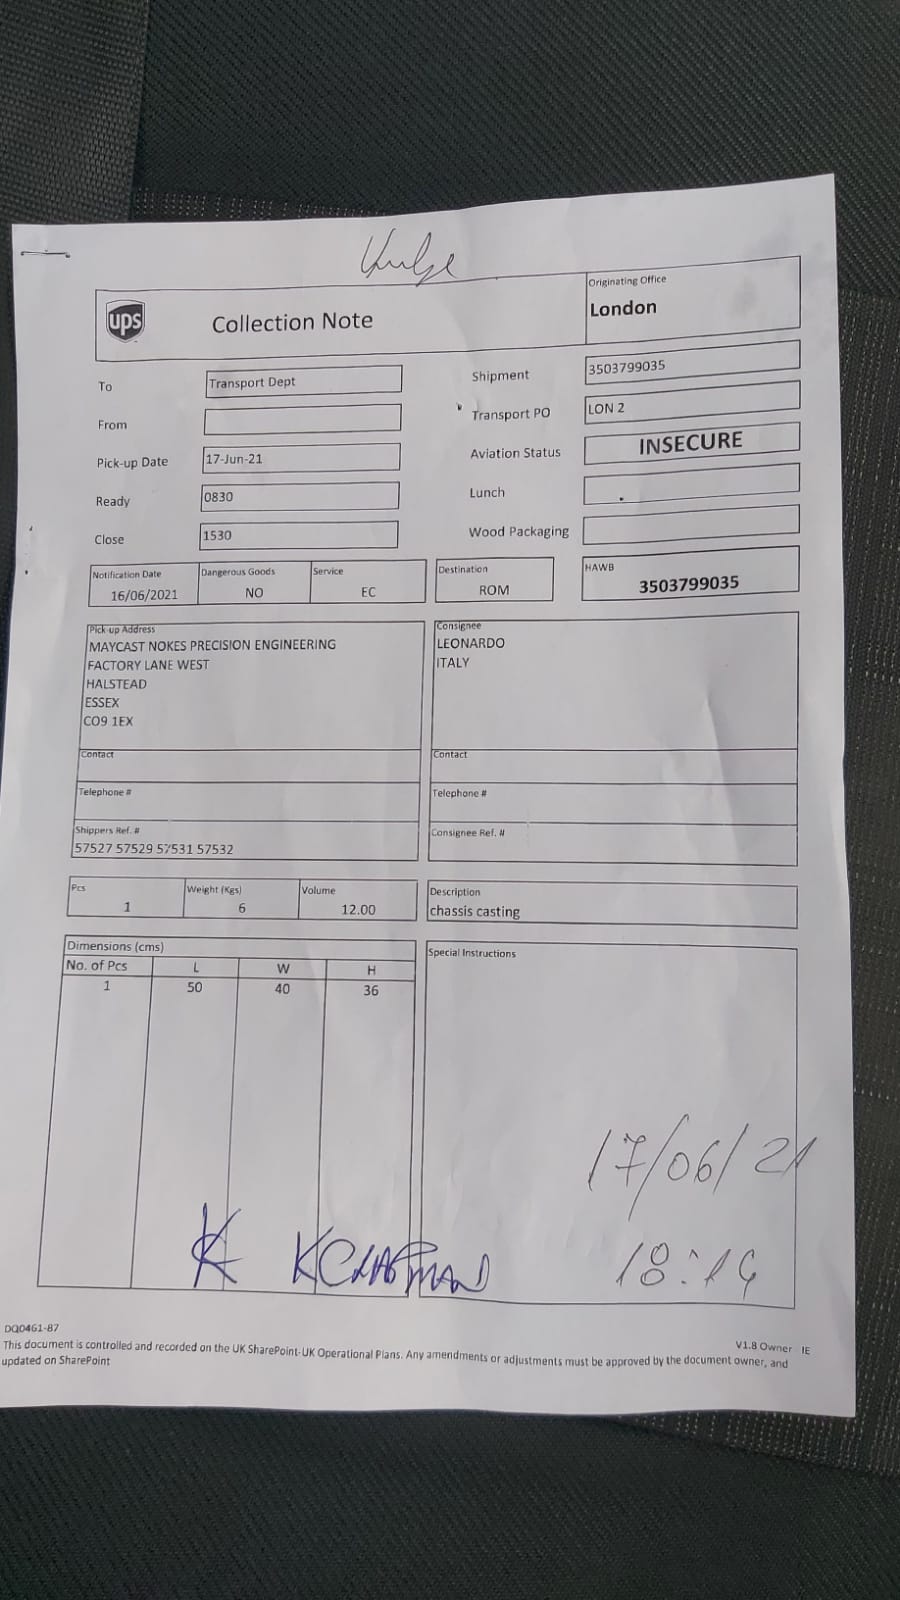 ups
Collection Note
Originating Office
London
To
Transport Dept
From
Pick-up Date
17-Jun-21
Ready
0830
Close
1530
Shipment
3503799035
Transport PO
LON 2
Aviation Status
INSECURE
Lunch
Wood Packaging
Notification Date
16/06/2021
Dangerous Goods
NO
Service
EC
Destination
ROM
HAWB
3503799035
Pick-up Address
MAYCAST NOKES PRECISION ENGINEERING
FACTORY LANE WEST
HALSTEAD
ESSEX
CO9 1EX
Contact
Telephone #
Shippers Ref. #
57527 57529 57531 57532
Consignee
LEONARDO
ITALY
Contact
Telephone #
Consignee Ref. #
Pcs
1
Weight (Kgs)
6
Volume
12.00
Description
chassis casting
Dimensions (cms)
No. of Pcs L W H
1 50 40 36
Special Instructions
17/06/21
K KCHAPMAN
DQ0461-87
This document is controlled and recorded on the UK SharePoint-UK Operational Plans. Any amendments or adjustments must be approved by the document owner, and
updated on SharePoint
V1.8 Owner IE